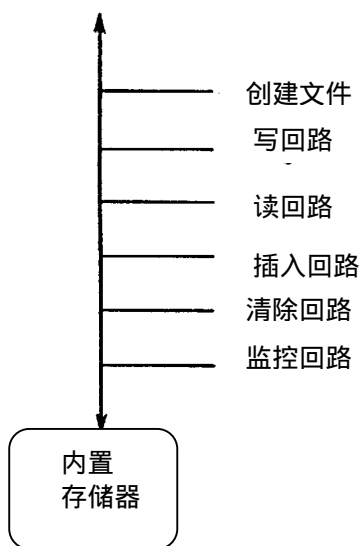 创建文件
写回路
读回路
插入回路
清除回路
监控回路
内置
存储器